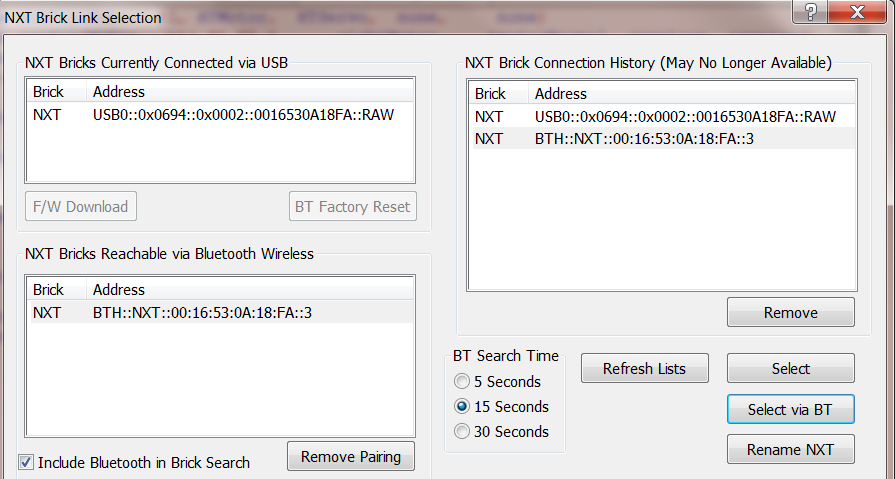 NXT Brick Link Selection
NXT Bricks Currently Connected via USB
Brick Address
NXT USB0::0x0694::0x0002::0016530A18FA::RAW
F/W Download BT Factory Reset
NXT Bricks Reachable via Bluetooth Wireless
Brick Address
NXT BTH::NXT::00:16:53:0A:18:FA::3
Include Bluetooth in Brick Search
Remove Pairing
NXT Brick Connection History (May No Longer Available)
Brick Address
NXT USB0::0x0694::0x0002::0016530A18FA::RAW
NXT BTH::NXT::00:16:53:0A:18:FA::3
Remove
BT Search Time
5 Seconds
15 Seconds
30 Seconds
Refresh Lists
Select
Select via BT
Rename NXT